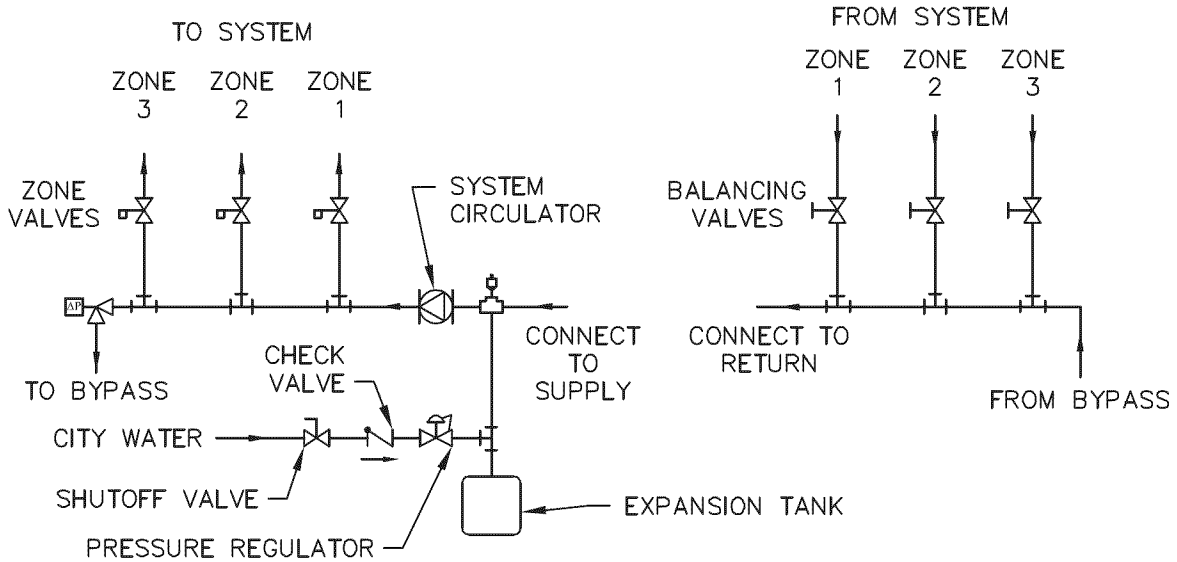 TO SYSTEM
FROM SYSTEM
ZONE
3
ZONE
2
ZONE
1
ZONE
1
ZONE
2
ZONE
3
ZONE
VALVES
SYSTEM
CIRCULATOR
BALANCING
VALVES
AP
CONNECT
TO
SUPPLY
CONNECT TO
RETURN
TO BYPASS
CHECK
VALVE
FROM BYPASS
CITY WATER
SHUTOFF VALVE
EXPANSION TANK
PRESSURE REGULATOR